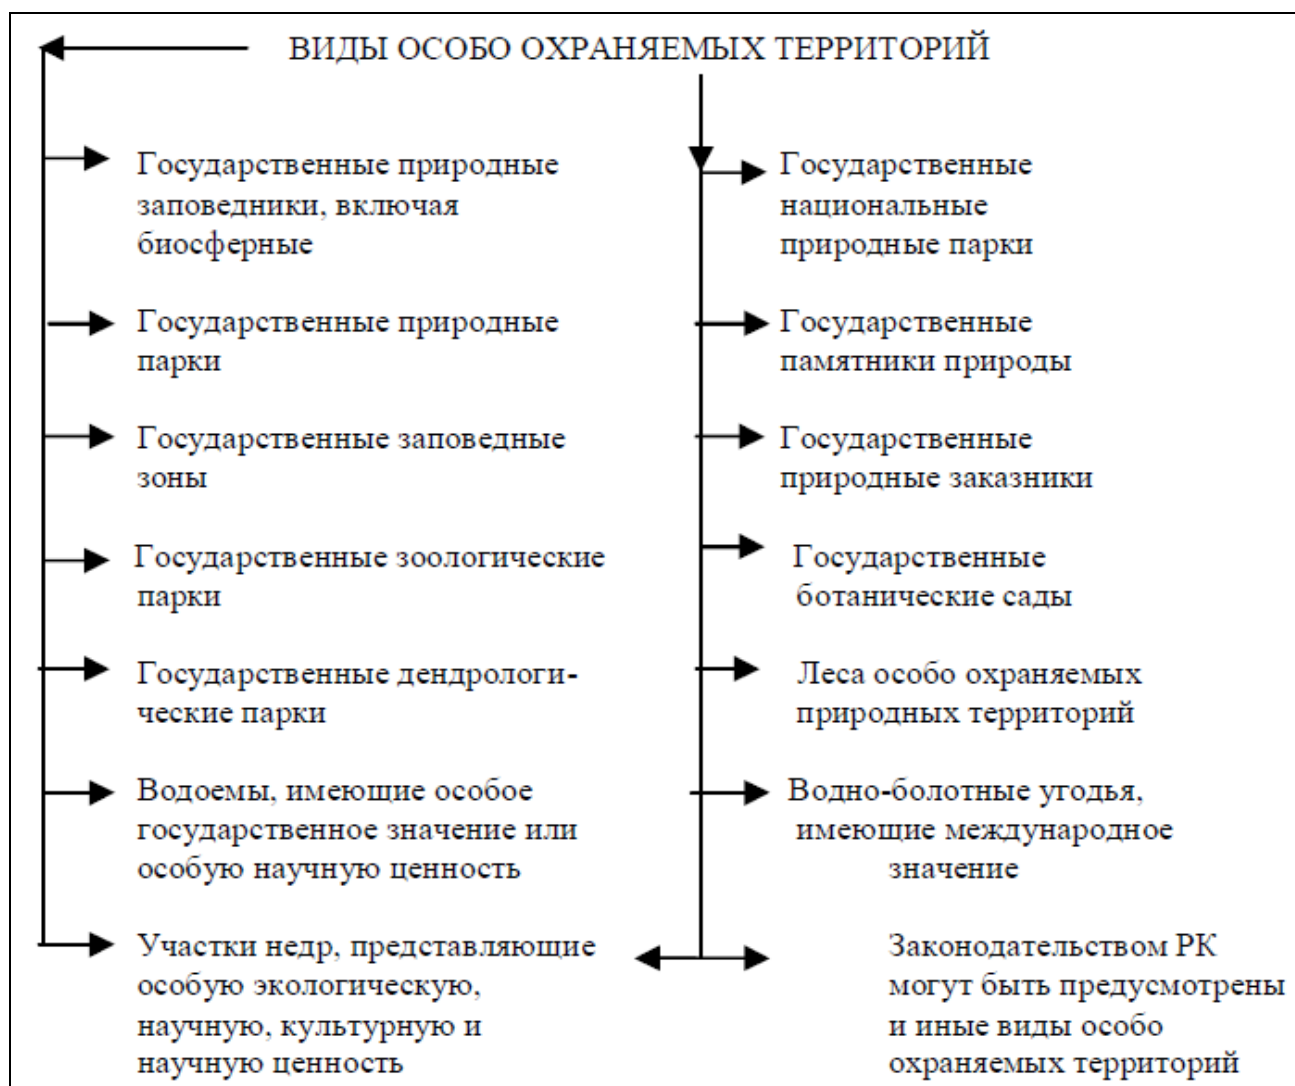 ВИДЫ ОСОБО ОХРАНЯЕМЫХ ТЕРРИТОРИЙ
Государственные природные
заповедники, включая
биосферные
Государственные
национальные
природные парки
Государственные природные
парки
Государственные
памятники природы
Государственные заповедные
зоны
Государственные
природные заказники
Государственные зоологические
парки
Государственные
ботанические сады
Государственные дендрологи-
ческие парки
Леса особо охраняемых
природных территорий
Водоемы, имеющие особое
государственное значение или
особую научную ценность
Водно-болотные угодья,
имеющие международное
значение
Участки недр, представляющие
особую экологическую,
научную, культурную и
научную ценность
Законодательством РК
могут быть предусмотрены
и иные виды особо
охраняемых территорий